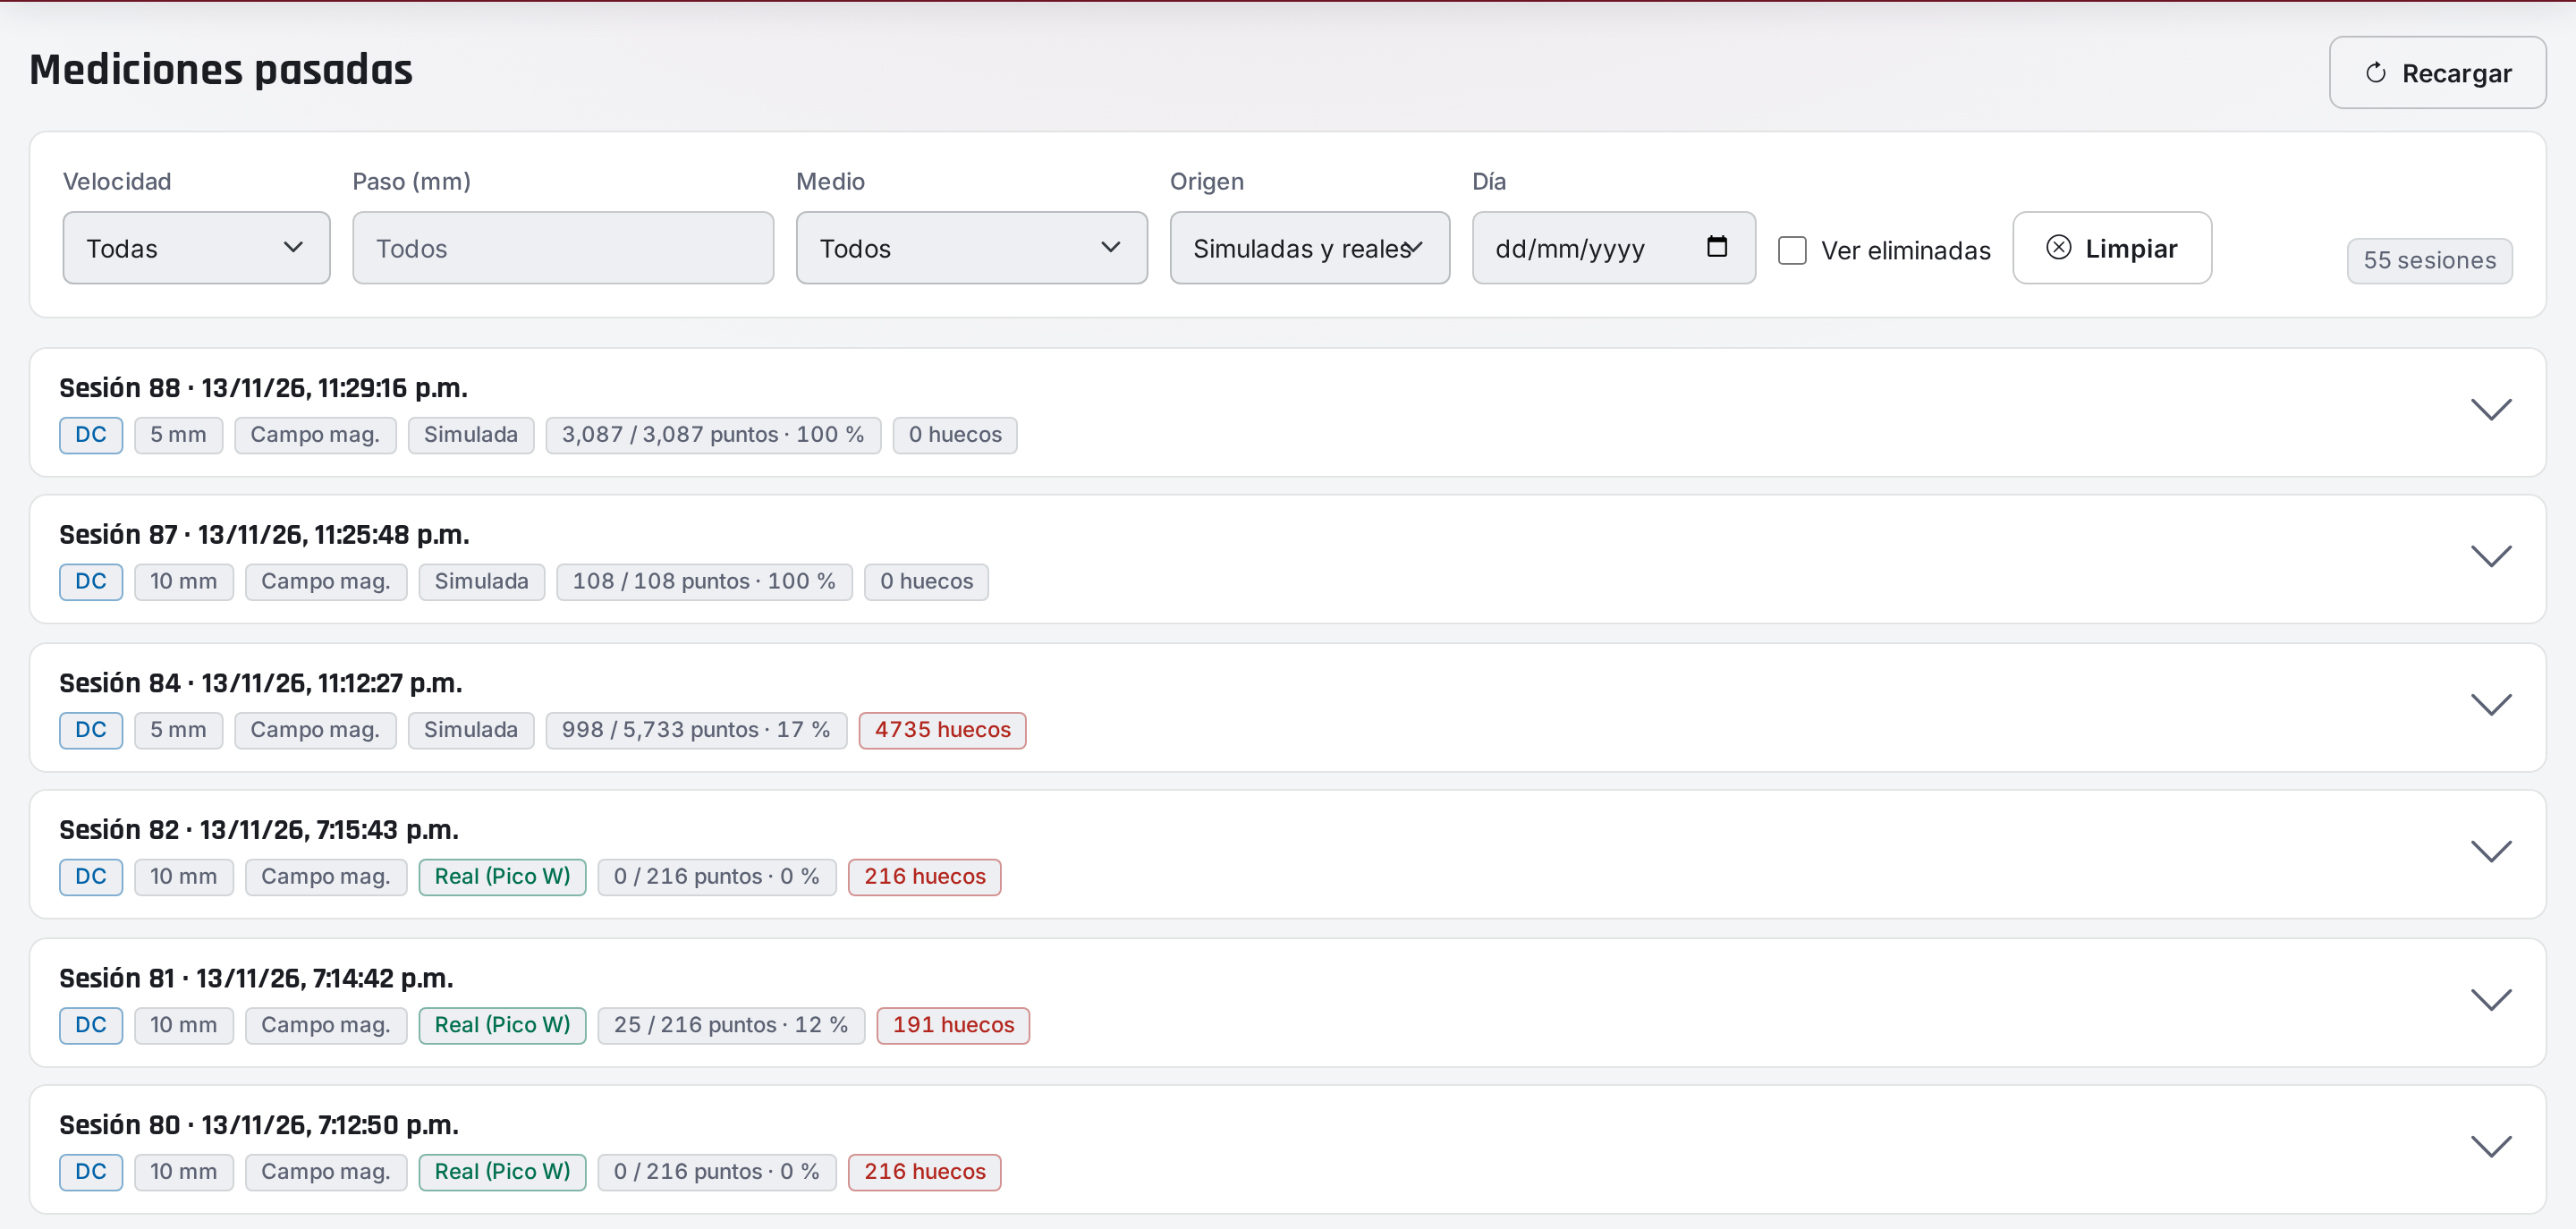 Mediciones pasadas
Recargar
Velocidad
Paso (mm)
Medio
Origen
Día
Todas
Todos
Todos
Simuladas y reales
dd/mm/yyyy
Ver eliminadas
Limpiar
55 sesiones
Sesión 88 · 13/11/26, 11:29:16 p.m.
DC 5 mm Campo mag. Simulada 3,087 / 3,087 puntos · 100 % 0 huecos
Sesión 87 · 13/11/26, 11:25:48 p.m.
DC 10 mm Campo mag. Simulada 108 / 108 puntos · 100 % 0 huecos
Sesión 84 · 13/11/26, 11:12:27 p.m.
DC 5 mm Campo mag. Simulada 998 / 5,733 puntos · 17 % 4735 huecos
Sesión 82 · 13/11/26, 7:15:43 p.m.
DC 10 mm Campo mag. Real (Pico W) 0 / 216 puntos · 0 % 216 huecos
Sesión 81 · 13/11/26, 7:14:42 p.m.
DC 10 mm Campo mag. Real (Pico W) 25 / 216 puntos · 12 % 191 huecos
Sesión 80 · 13/11/26, 7:12:50 p.m.
DC 10 mm Campo mag. Real (Pico W) 0 / 216 puntos · 0 % 216 huecos